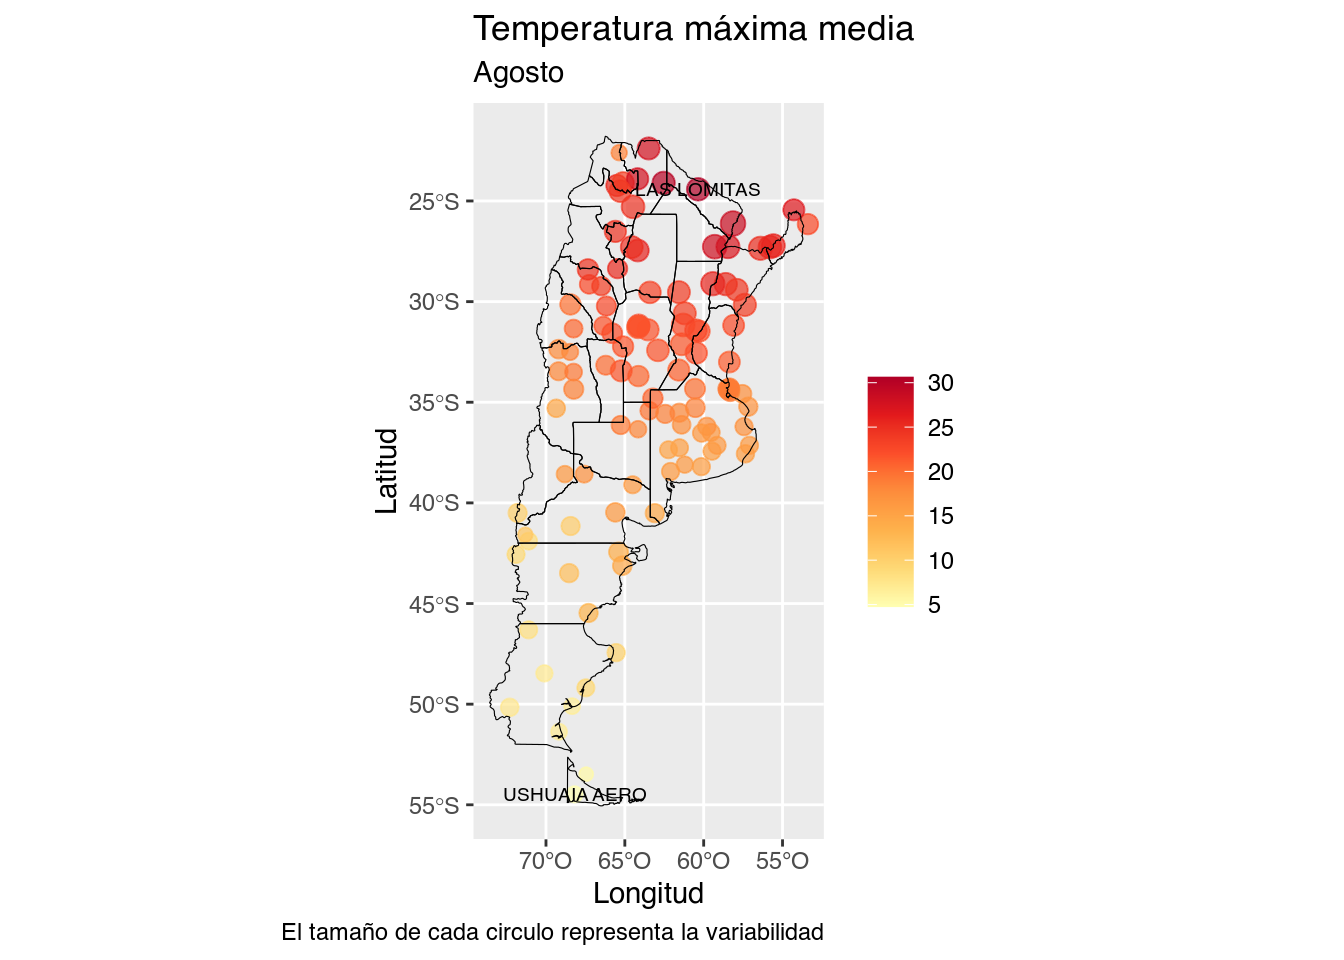 Temperatura máxima media
Agosto
LAS LOMITAS
USHUAIA AERO
25°S
30°S
35°S
40°S
45°S
50°S
55°S
Latitud
70°O 65°O 60°O 55°O
Longitud
30
25
20
15
10
5
El tamaño de cada circulo representa la variabilidad